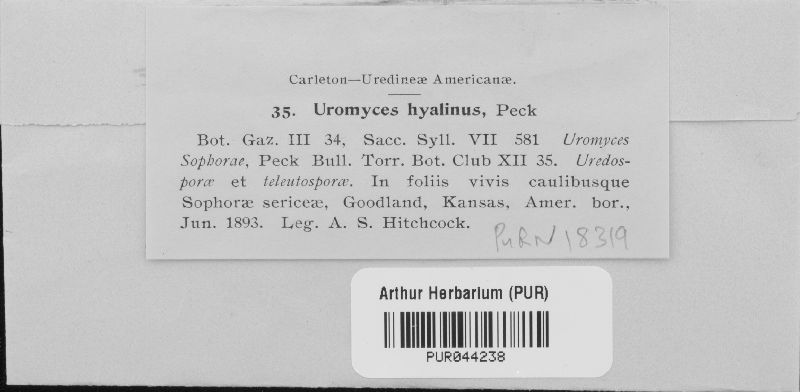 Carleton—Uredineæ Americanæ.
35. Uromyces hyalinus, Peck
Bot. Gaz. III 34, Sacc. Syll. VII 581 Uromyces
Sophoræ, Peck Bull. Torr. Bot. Club XII 35. Uredos-
poræ et teleutosporæ. In foliis vivis caulibusque
Sophoræ sericeæ, Goodland, Kansas, Amer. bor.,
Jun. 1893. Leg. A. S. Hitchcock.
PURN 18319
Arthur Herbarium (PUR)
PUR044238